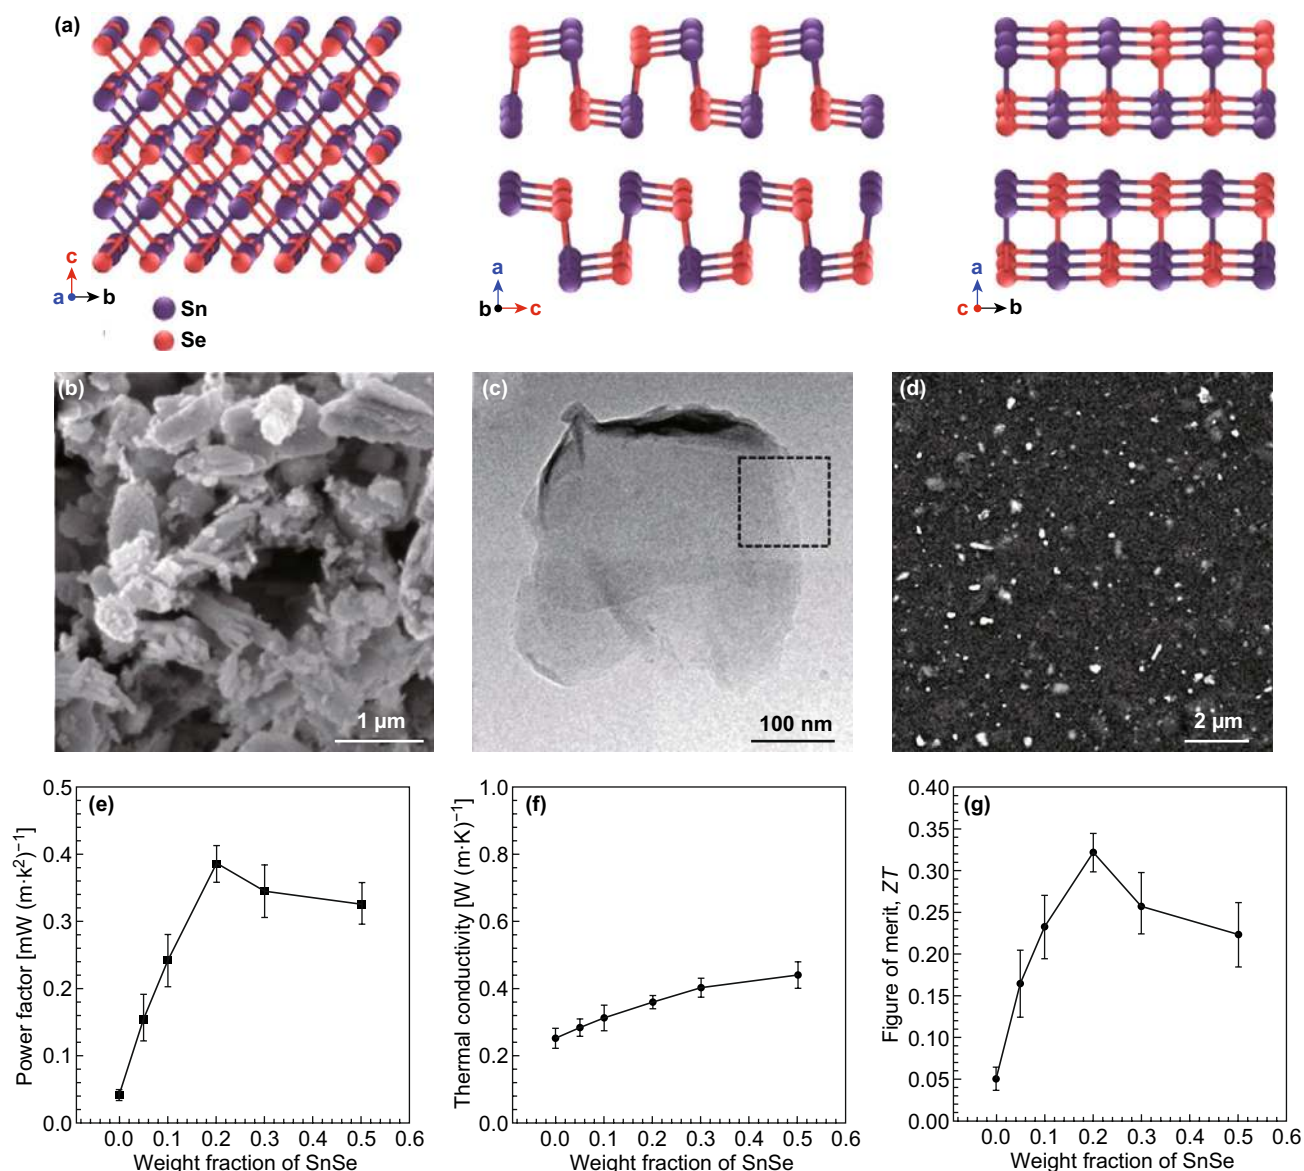 (a)
c
a b
Sn
Se
a
b c
a
c b
(b)
1 µm
(c)
100 nm
(d)
2 µm
(e)
Power factor [mW (m·k²)⁻¹]
0.5
0.4
0.3
0.2
0.1
0.0
0.0 0.1 0.2 0.3 0.4 0.5 0.6
Weight fraction of SnSe
(f)
Thermal conductivity [W (m·K)⁻¹]
1.0
0.8
0.6
0.4
0.2
0.0
0.0 0.1 0.2 0.3 0.4 0.5 0.6
Weight fraction of SnSe
(g)
Figure of merit, ZT
0.40
0.35
0.30
0.25
0.20
0.15
0.10
0.05
0.00
0.0 0.1 0.2 0.3 0.4 0.5 0.6
Weight fraction of SnSe